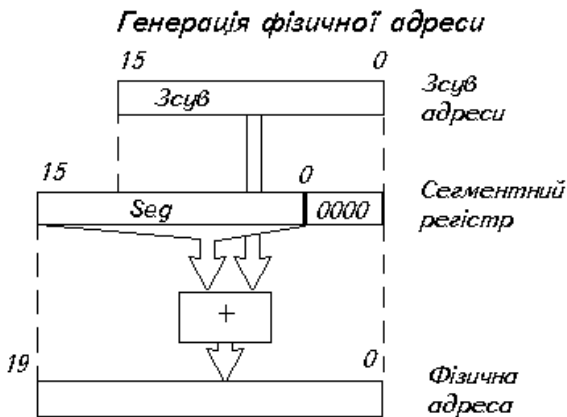 Генерація фізичної адреси
15 0
Зсув
Зсув
адреси
15 0
Seg 0000
Сегментний
регістр
+
19 0
Фізична
адреса